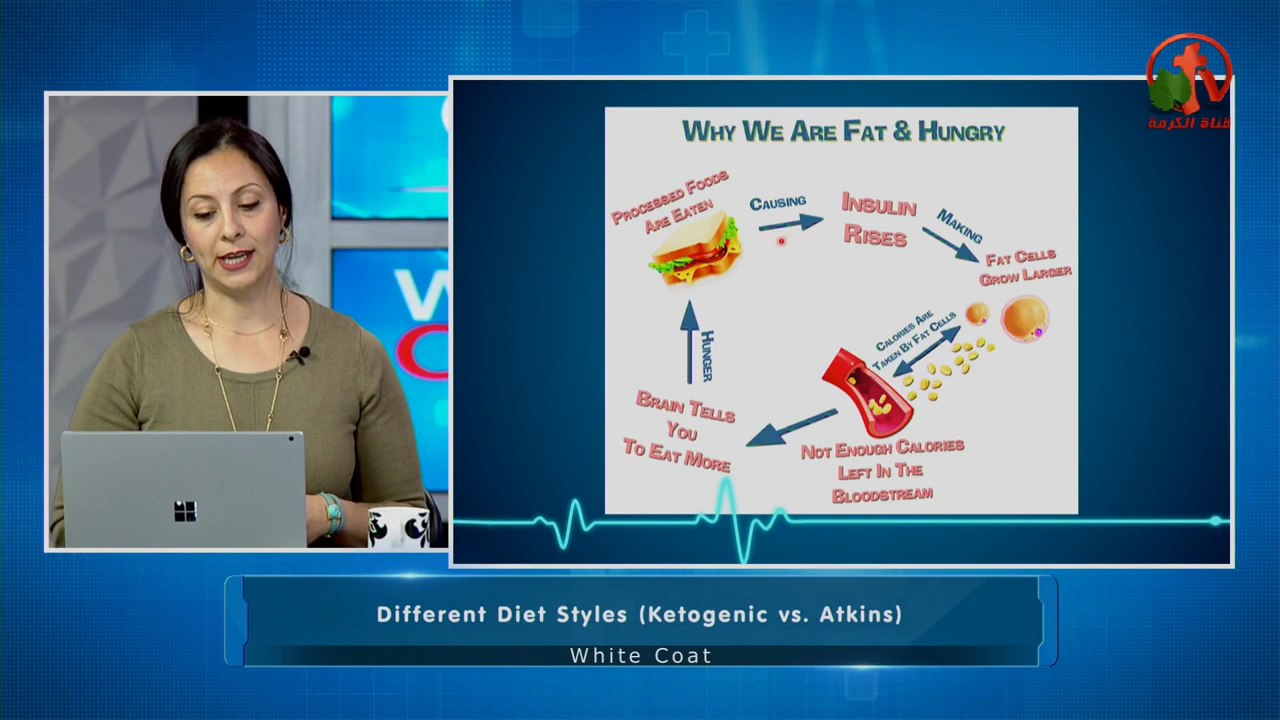 WHY WE ARE FAT & HUNGRY
PROCESSED FOODS
ARE EATEN
CAUSING
INSULIN
RISES
MAKING
FAT CELLS
GROW LARGER
CALORIES ARE
TAKEN BY FAT CELLS
NOT ENOUGH CALORIES
LEFT IN THE
BLOODSTREAM
BRAIN TELLS
YOU
TO EAT MORE
HUNGER
tv
قناة الكرمة
Different Diet Styles (Ketogenic vs. Atkins)
White Coat